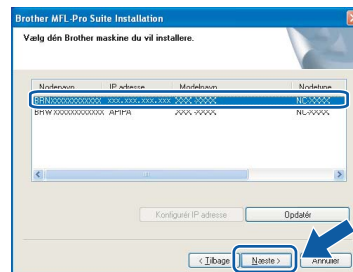 Brother MFL-Pro Suite Installation
Vælg dén Brother maskine du vil installere.
Nodenavn IP adresse Modelnavn Nodetype
BRNXXXXXXXXXXXX XXX.XXX.XXX.XXX XXX-XXXX NC-XXXX
BRWXXXXXXXXXXXX APIPA XXX-XXXX NC-XXXX
Konfigurér IP adresse Opdatér
< Tilbage Næste > Annuller